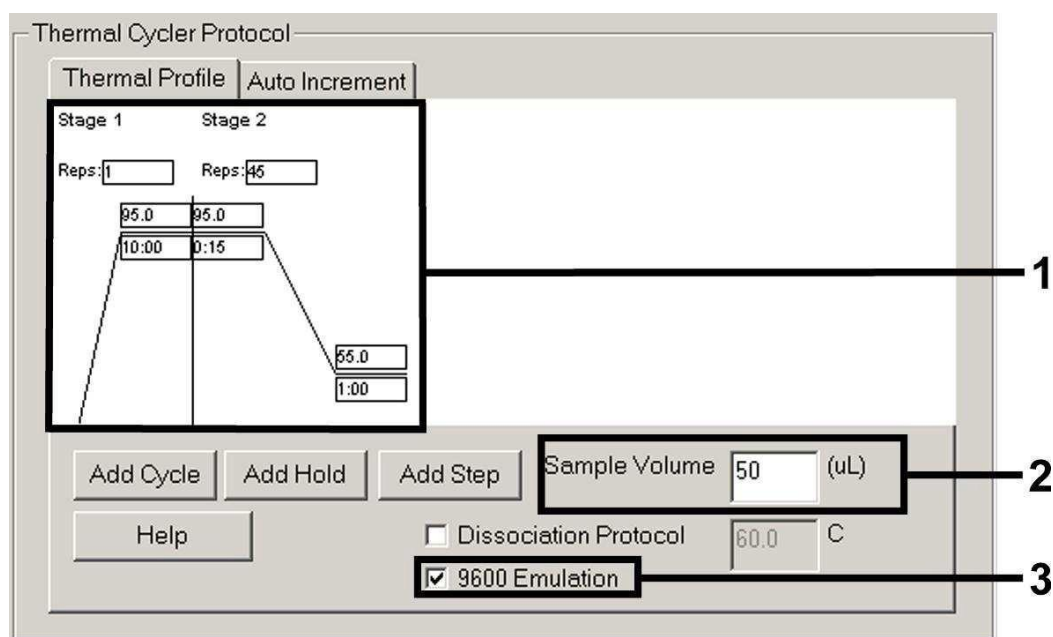 Thermal Cycler Protocol
Thermal Profile Auto Increment
Stage 1 Stage 2
Reps: 1 Reps: 45
95.0 95.0
10:00 0:15
1
55.0
1:00
Add Cycle Add Hold Add Step Sample Volume 50 (uL)
2
Help Dissociation Protocol 60.0 C
9600 Emulation
3